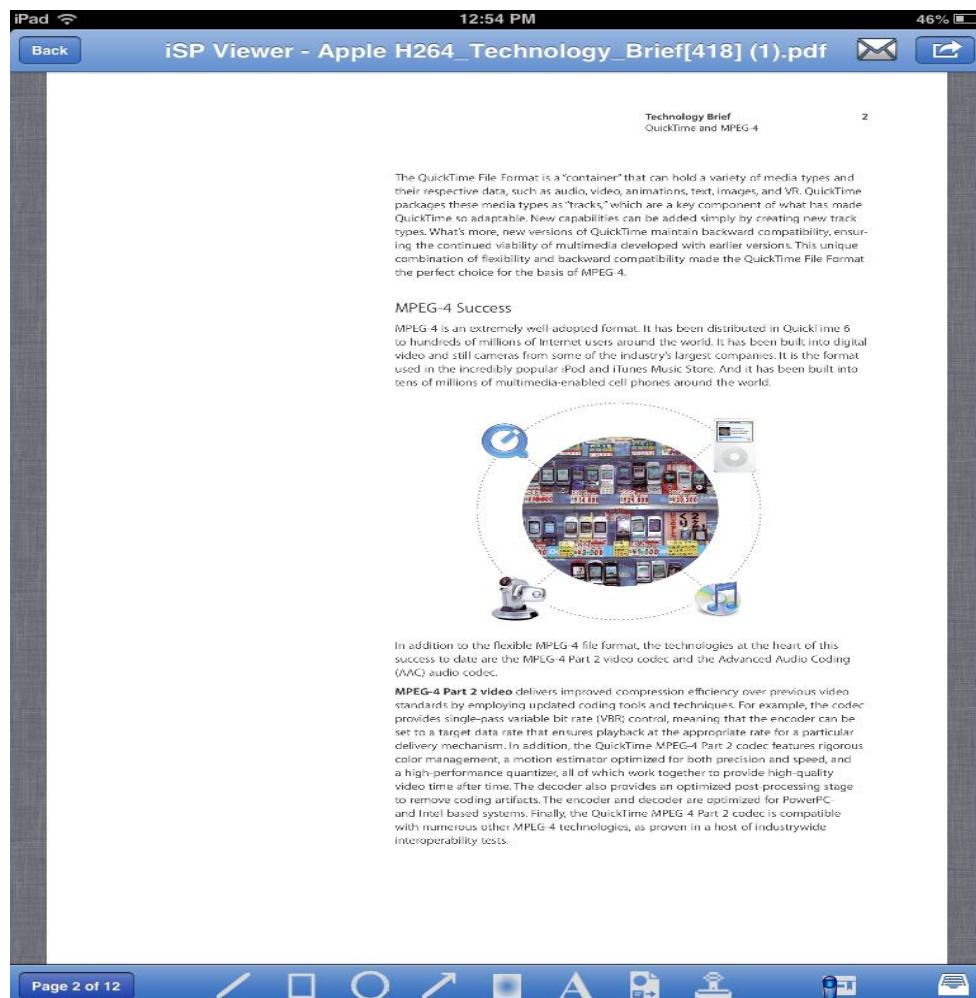 iPad 12:54 PM 46%
Back iSP Viewer - Apple H264_Technology_Brief[418] (1).pdf
Technology Brief 2
QuickTime and MPEG-4
The QuickTime File Format is a “container” that can hold a variety of media types and
their respective data, such as audio, video, animations, text, images, and VR. QuickTime
packages these media types as “tracks,” which are a key component of what has made
QuickTime so adaptable. New capabilities can be added simply by creating new track
types. What’s more, new versions of QuickTime maintain backward compatibility, ensur-
ing the continued viability of multimedia developed with earlier versions. This unique
combination of flexibility and backward compatibility made the QuickTime File Format
the perfect choice for the basis of MPEG-4.
MPEG-4 Success
MPEG-4 is an extremely well-adopted format. It has been distributed in QuickTime 6
to hundreds of millions of Internet users around the world. It has been built into digital
video and still cameras from some of the industry’s largest companies. It is the format
used in the incredibly popular iPod and iTunes Music Store. And it has been built into
tens of millions of multimedia-enabled cell phones around the world.
In addition to the flexible MPEG-4 file format, the technologies at the heart of this
success to date are the MPEG-4 Part 2 video codec and the Advanced Audio Coding
(AAC) audio codec.
MPEG-4 Part 2 video delivers improved compression efficiency over previous video
standards by employing updated coding tools and techniques. For example, the codec
provides single-pass variable bit rate (VBR) control, meaning that the encoder can be
set to a target data rate that ensures playback at the appropriate rate for a particular
delivery mechanism. In addition, the QuickTime MPEG-4 Part 2 codec features rigorous
color management, a motion estimator optimized for both precision and speed, and
a high-performance quantizer, all of which work together to provide high-quality
video time after time. The decoder also provides an optimized post-processing stage
to remove coding artifacts. The encoder and decoder are optimized for PowerPC-
and Intel-based systems. Finally, the QuickTime MPEG-4 Part 2 codec is compatible
with numerous other MPEG-4 technologies, as proven in a host of industrywide
interoperability tests.
Page 2 of 12 A